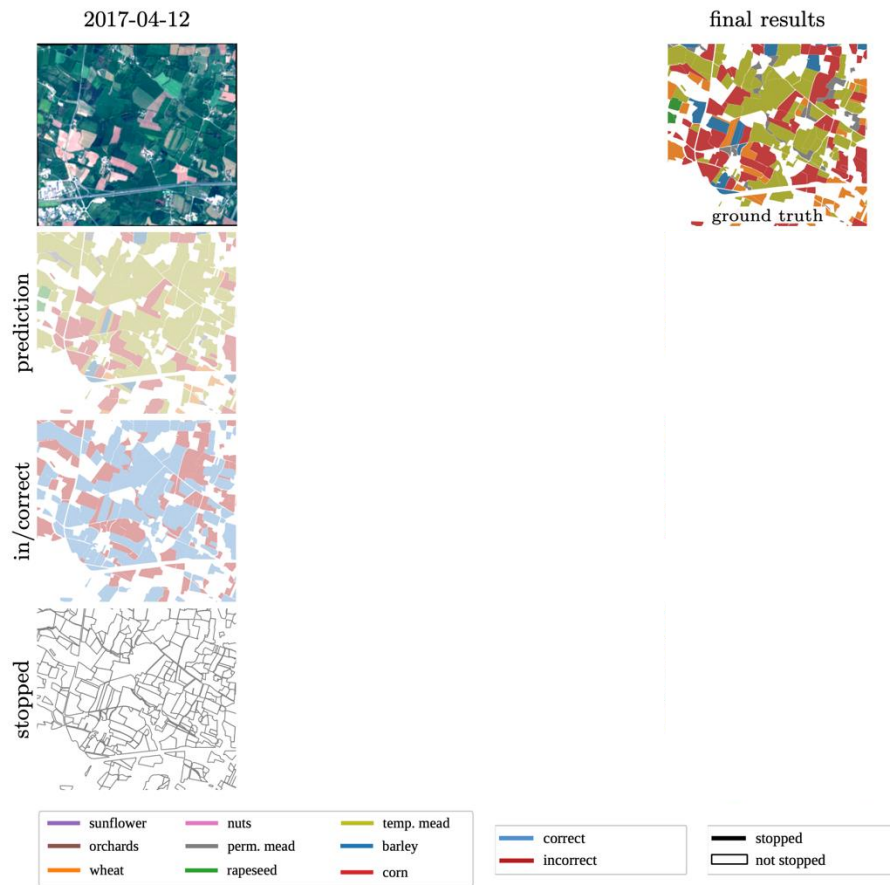 2017-04-12
final results
ground truth
prediction
in/correct
stopped
sunflower
nuts
temp. mead
orchards
perm. mead
barley
wheat
rapeseed
corn
correct
incorrect
stopped
not stopped